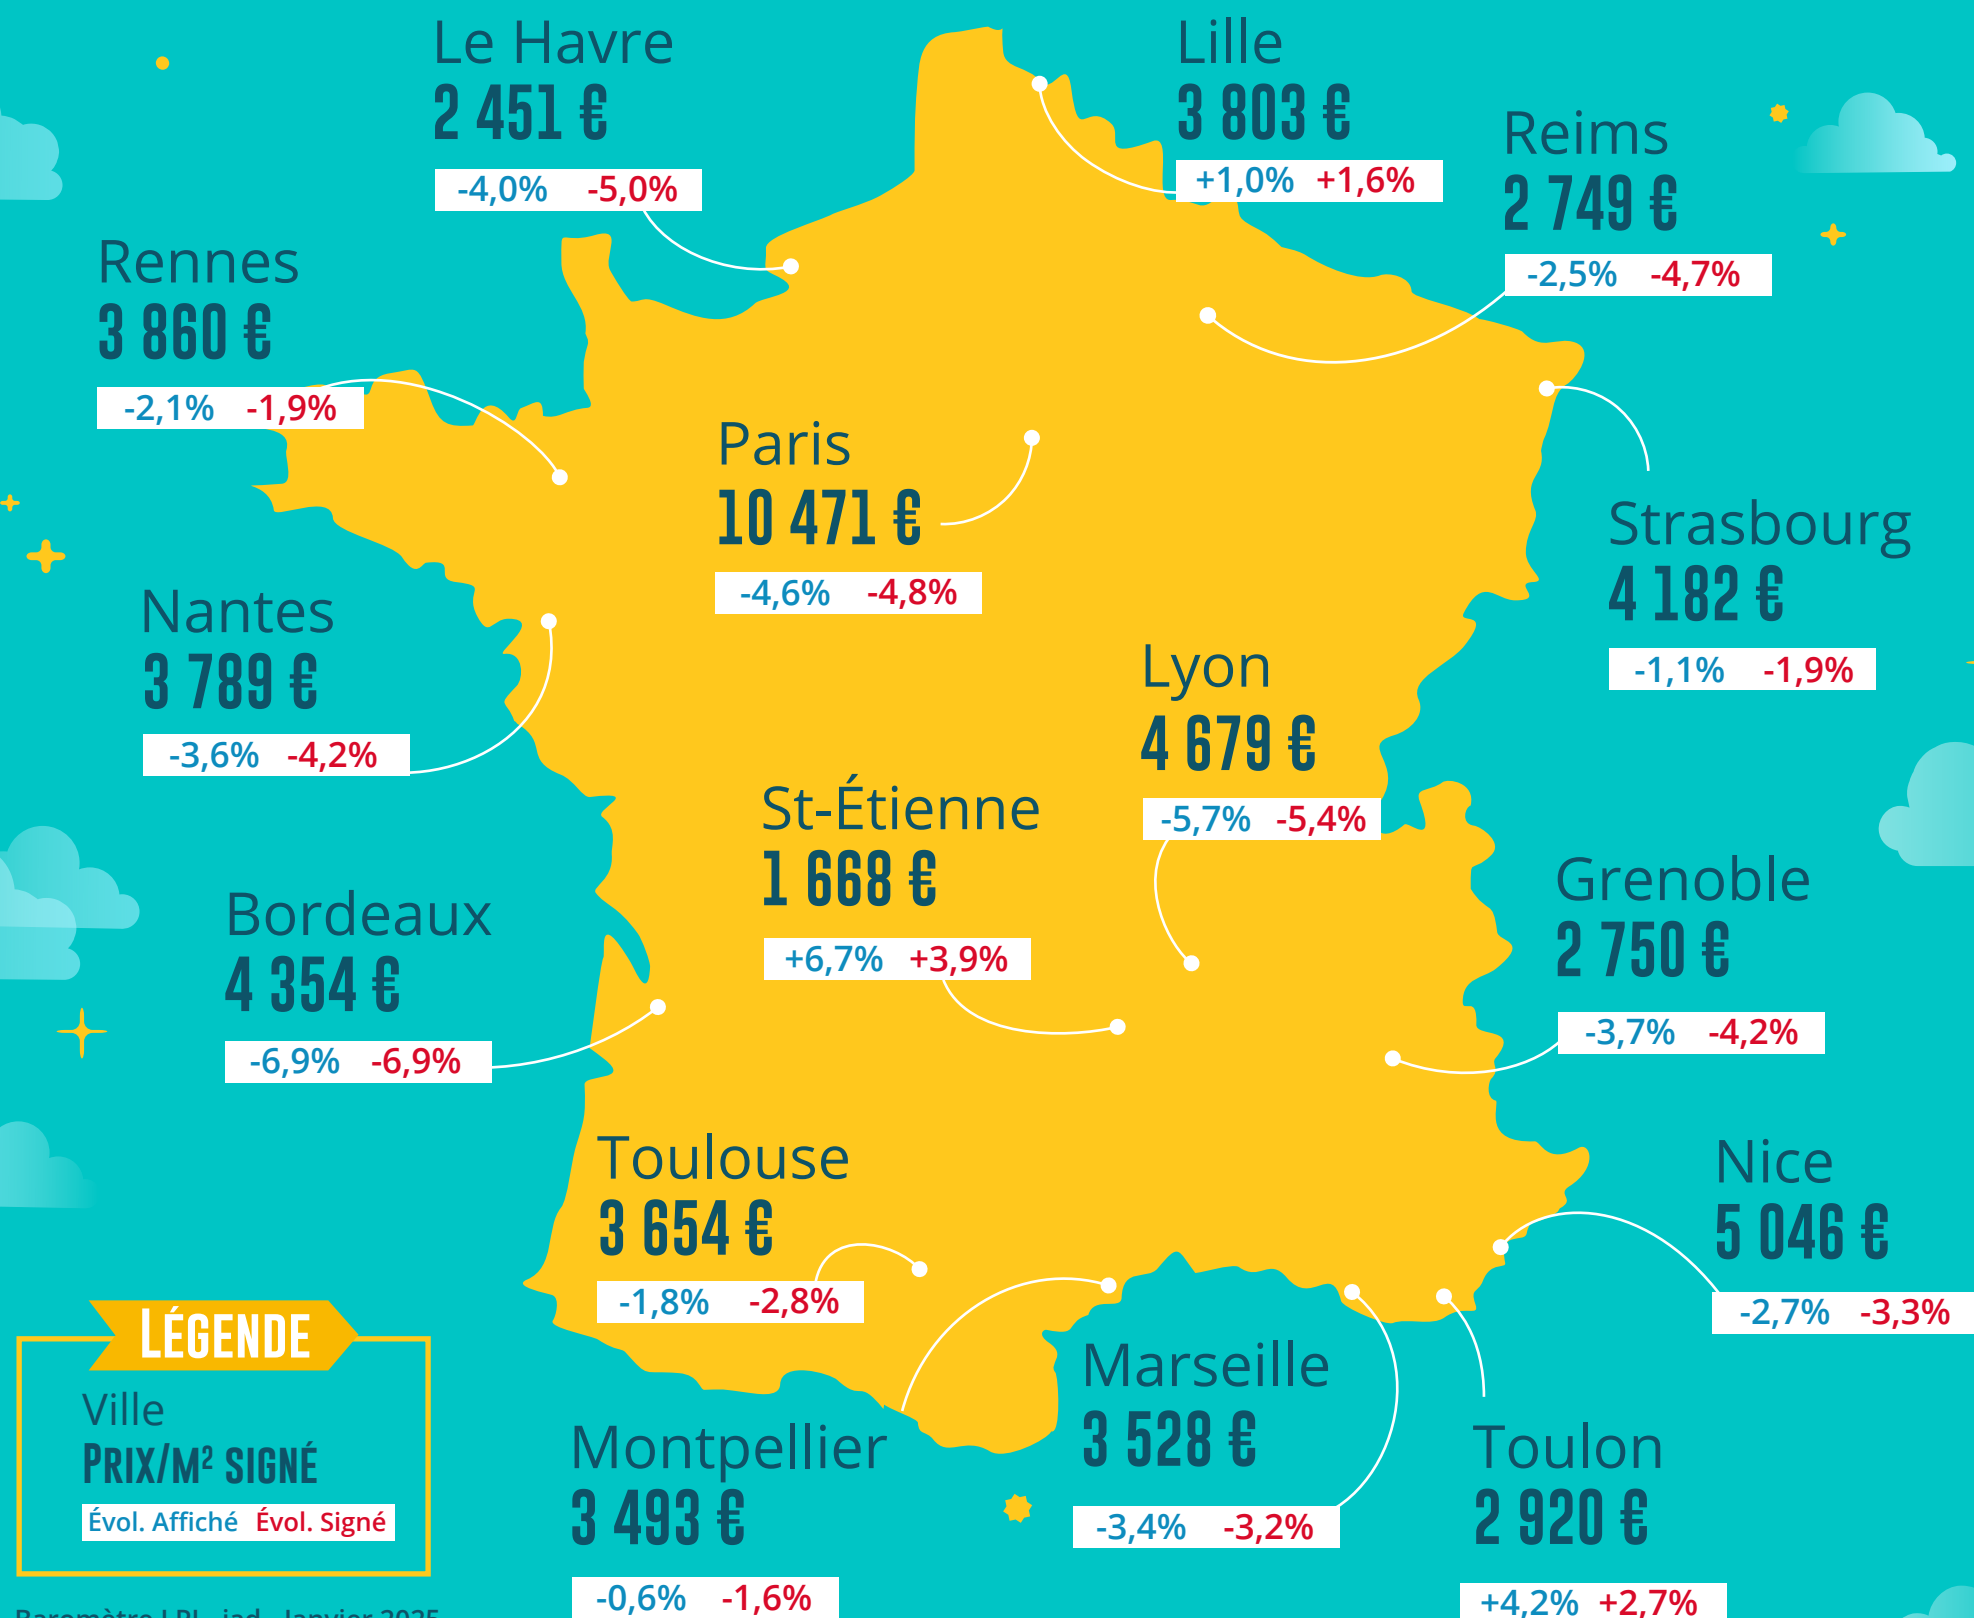 Le Havre
2 451 €
-4,0% -5,0%
Lille
3 803 €
+1,0% +1,6%
Reims
2 749 €
-2,5% -4,7%
Rennes
3 860 €
-2,1% -1,9%
Paris
10 471 €
-4,6% -4,8%
Strasbourg
4 182 €
-1,1% -1,9%
Nantes
3 789 €
-3,6% -4,2%
Lyon
4 679 €
-5,7% -5,4%
St-Étienne
1 668 €
+6,7% +3,9%
Grenoble
2 750 €
-3,7% -4,2%
Bordeaux
4 354 €
-6,9% -6,9%
Toulouse
3 654 €
-1,8% -2,8%
Nice
5 046 €
-2,7% -3,3%
Marseille
3 528 €
-3,4% -3,2%
Montpellier
3 493 €
-0,6% -1,6%
Toulon
2 920 €
+4,2% +2,7%
LÉGENDE
Ville
PRIX/M² SIGNÉ
Évol. Affiché Évol. Signé
Baromètre LPI - iad - Janvier 2025